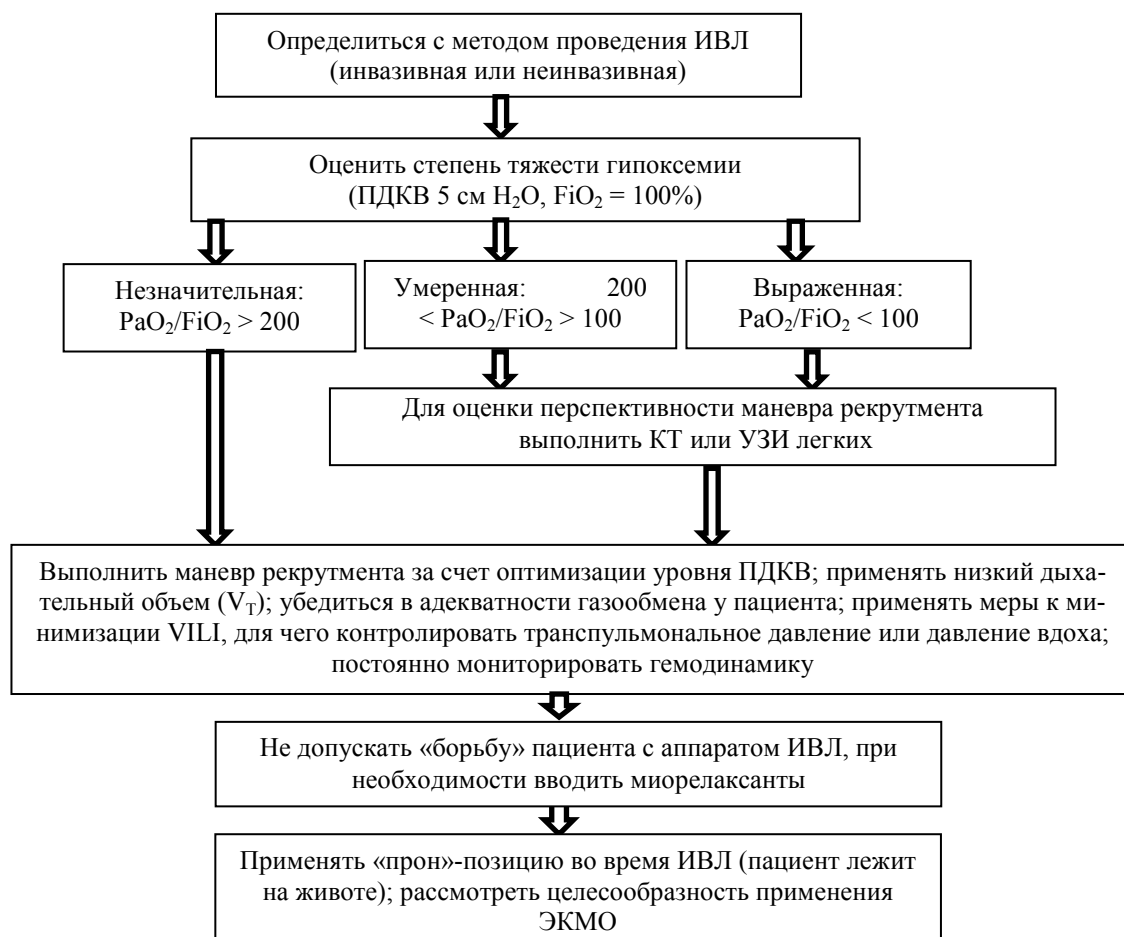 Определиться с методом проведения ИВЛ
(инвазивная или неинвазивная)
Оценить степень тяжести гипоксемии
(ПДКВ 5 см H₂O, FiO₂ = 100%)
Незначительная:
PaO₂/FiO₂ > 200
Умеренная: 200
< PaO₂/FiO₂ > 100
Выраженная:
PaO₂/FiO₂ < 100
Для оценки перспективности маневра рекрутмента
выполнить КТ или УЗИ легких
Выполнить маневр рекрутмента за счет оптимизации уровня ПДКВ; применять низкий дыха-
тельный объем (V_T); убедиться в адекватности газообмена у пациента; применять меры к ми-
нимизации VILI, для чего контролировать транспульмональное давление или давление вдоха;
постоянно мониторировать гемодинамику
Не допускать «борьбу» пациента с аппаратом ИВЛ, при
необходимости вводить миорелаксанты
Применять «прон»-позицию во время ИВЛ (пациент лежит
на животе); рассмотреть целесообразность применения
ЭКМО